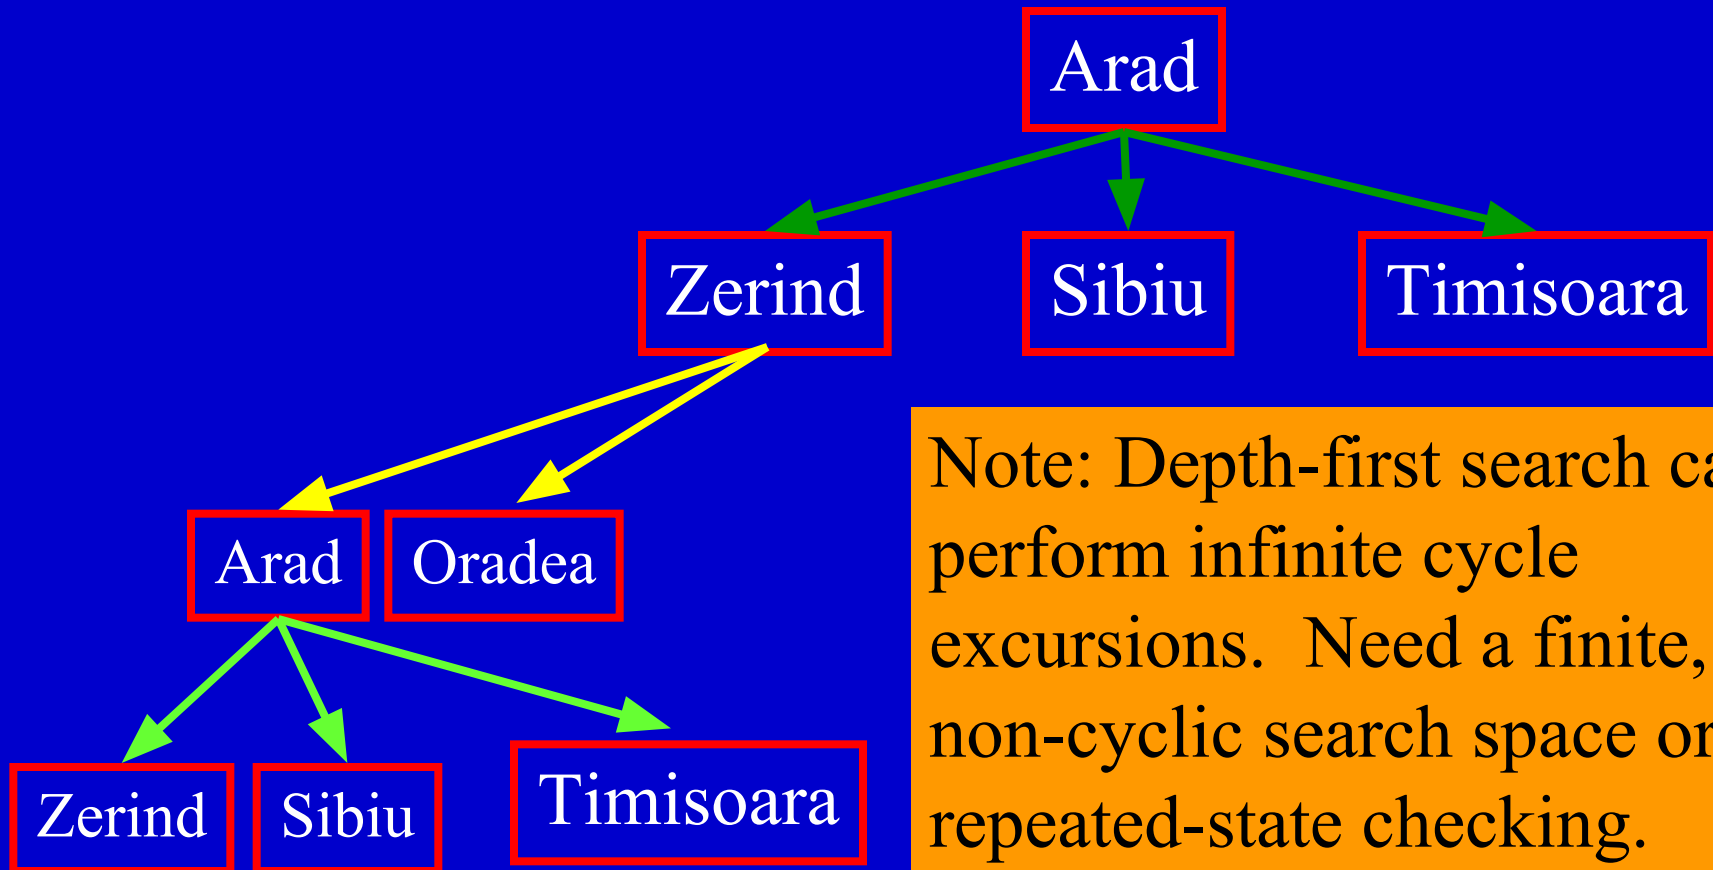 Arad
Zerind Sibiu Timisoara
Arad Oradea
Zerind Sibiu Timisoara
Note: Depth-first search
perform infinite cycle
excursions. Need a finite,
non-cyclic search space or
repeated-state checking.